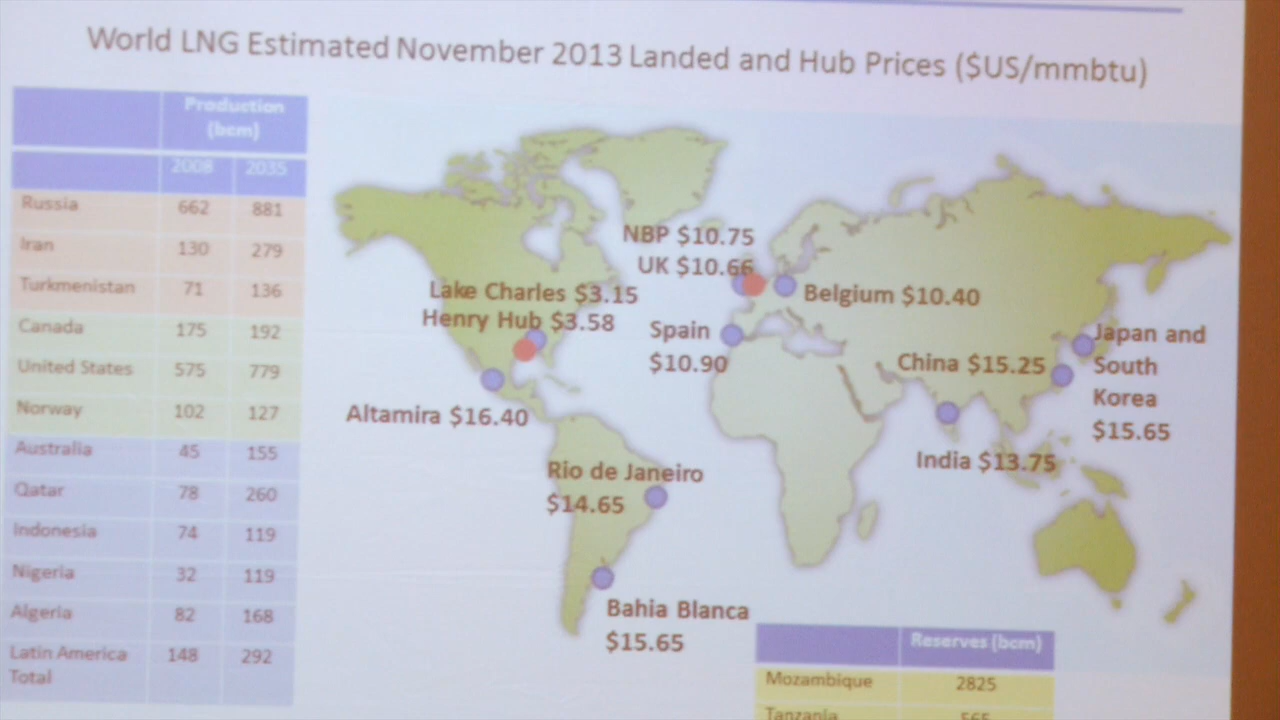 World LNG Estimated November 2013 Landed and Hub Prices ($US/mmbtu)
Production
(bcm)
2008 2035
Russia 662 881
Iran 130 279
Turkmenistan 71 136
Canada 175 192
United States 575 779
Norway 102 127
Australia 45 155
Qatar 78 260
Indonesia 74 119
Nigeria 32 119
Algeria 82 168
Latin America 148 292
Total
NBP $10.75
UK $10.66
Lake Charles $3.15
Henry Hub $3.58
Belgium $10.40
Spain
$10.90
Japan and
South
Korea
$15.65
China $15.25
Altamira $16.40
India $13.75
Rio de Janeiro
$14.65
Bahia Blanca
$15.65
Reserves (bcm)
Mozambique 2825
Tanzania 565